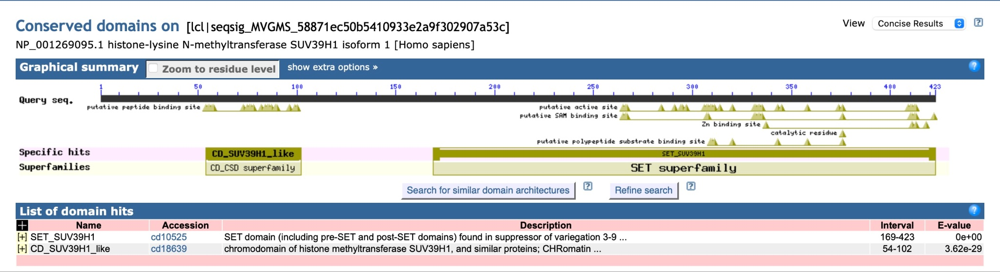 Conserved domains on [lcl|seqsig_MVGMS_58871ec50b5410933e2a9f302907a53c]
View Concise Results ?
NP_001269095.1 histone-lysine N-methyltransferase SUV39H1 isoform 1 [Homo sapiens]
Graphical summary Zoom to residue level show extra options » ?
1 50 100 150 200 250 300 350 400 423
Query seq.
putative peptide binding site putative active site
putative SAM binding site
Zn binding site
catalytic residue
putative polypeptide substrate binding site
Specific hits CD_SUV39H1_like SET_SUV39H1
Superfamilies CD_CSD superfamily SET superfamily
Search for similar domain architectures ? Refine search ?
List of domain hits ?
+ Name Accession Description Interval E-value
[+] SET_SUV39H1 cd10525 SET domain (including pre-SET and post-SET domains) found in suppressor of variegation 3-9 ... 169-423 0e+00
[+] CD_SUV39H1_like cd18639 chromodomain of histone methyltransferase SUV39H1, and similar proteins; CHRomatin ... 54-102 3.62e-29